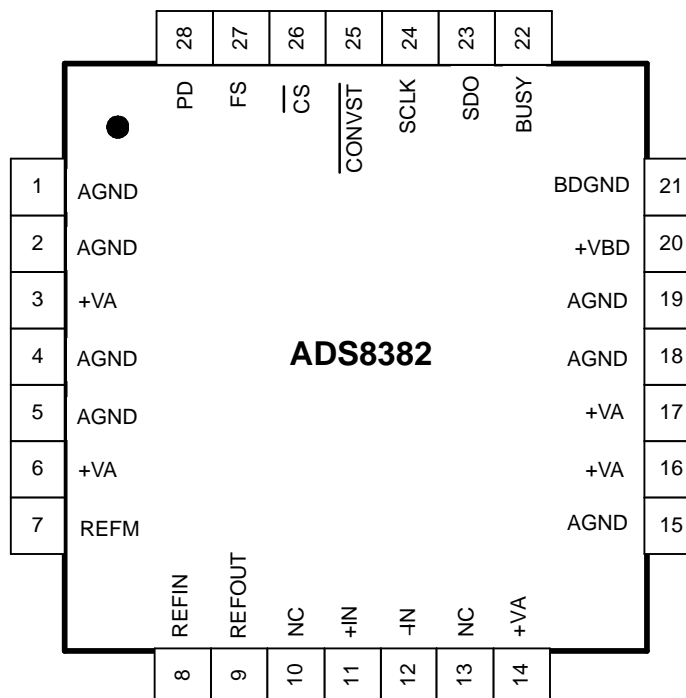 28 27 26 25 24 23 22
PD FS CS CONVST SCLK SDO BUSY
1 AGND BDGND 21
2 AGND +VBD 20
3 +VA AGND 19
4 AGND ADS8382 AGND 18
5 AGND +VA 17
6 +VA +VA 16
7 REFM AGND 15
REFIN REFOUT NC +IN -IN NC +VA
8 9 10 11 12 13 14